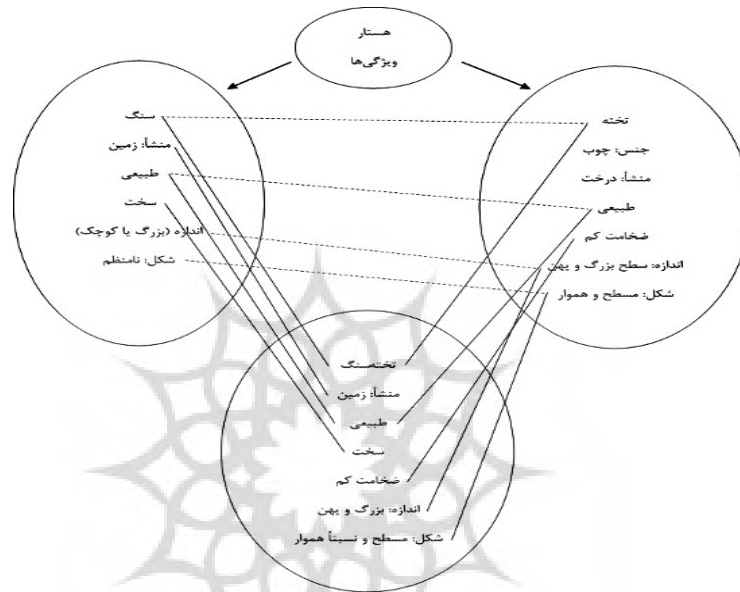 هستار
ویژگی‌ها
تخته
جنس: چوب
منشأ: درخت
طبیعی
ضخامت کم
اندازه: سطح بزرگ و پهن
شکل: مسطح و هموار
سنگ
منشأ: زمین
طبیعی
سخت
اندازه (بزرگ یا کوچک)
شکل: نامنظم
تخته‌سنگ
منشأ: زمین
طبیعی
سخت
ضخامت کم
اندازه: بزرگ و پهن
شکل: مسطح و نسبتاً هموار